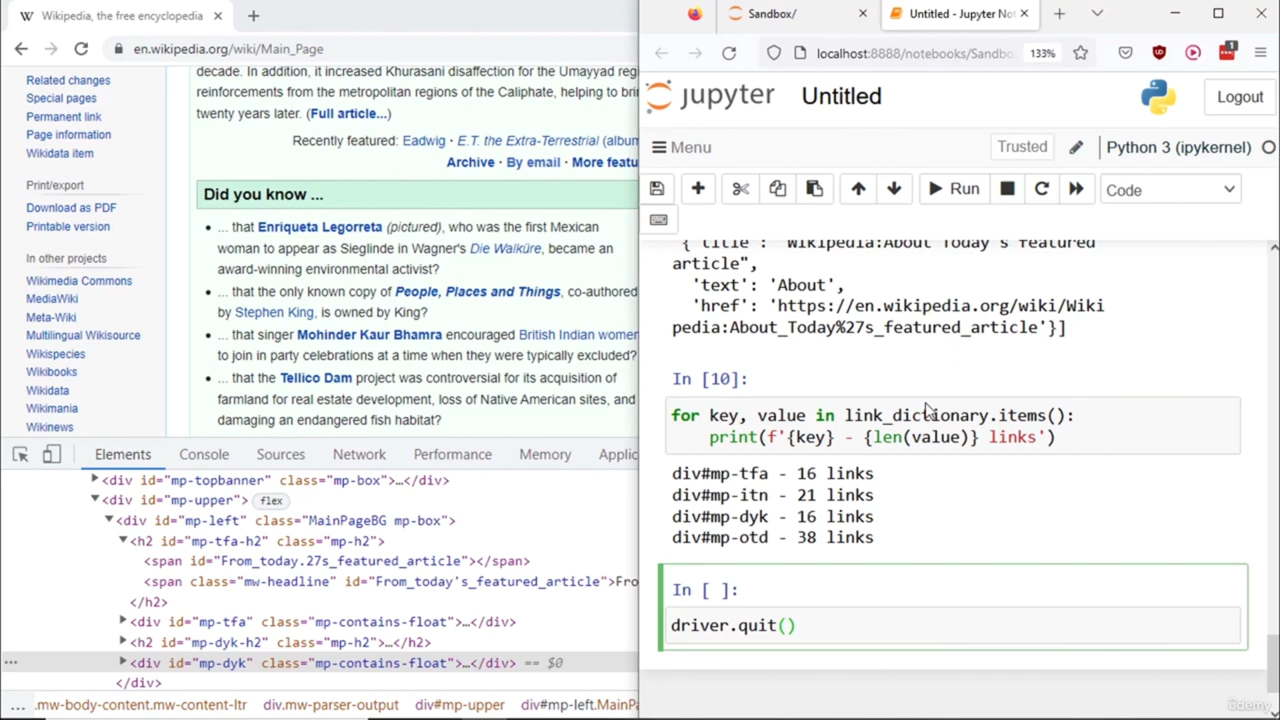 Wikipedia, the free encyclopedia
en.wikipedia.org/wiki/Main_Page
Related changes
Special pages
Permanent link
Page information
Wikidata item
Print/export
Download as PDF
Printable version
In other projects
Wikimedia Commons
MediaWiki
Meta-Wiki
Multilingual Wikisource
Wikispecies
Wikibooks
Wikidata
Wikimania
Wikinews
decade. In addition, it increased Khurasani disaffection for the Umayyad reg
reinforcements from the metropolitan regions of the Caliphate, helping to brin
twenty years later. (Full article...)
Recently featured: Eadwig · E.T. the Extra-Terrestrial (album
Archive · By email · More featu
Did you know ...
... that Enriqueta Legorreta (pictured), who was the first Mexican
woman to appear as Sieglinde in Wagner's Die Walküre, became an
award-winning environmental activist?
... that the only known copy of People, Places and Things, co-authored
by Stephen King, is owned by King?
... that singer Mohinder Kaur Bhamra encouraged British Indian women
to join in party celebrations at a time when they were typically excluded?
... that the Tellico Dam project was controversial for its acquisition of
farmland for real estate development, loss of Native American sites, and
damaging an endangered fish habitat?
Elements Console Sources Network Performance Memory Applic
<div id="mp-topbanner" class="mp-box">…</div>
<div id="mp-upper"> flex
<div id="mp-left" class="MainPageBG mp-box">
<h2 id="mp-tfa-h2" class="mp-h2">
<span id="From_today.27s_featured_article"></span>
<span class="mw-headline" id="From_today's_featured_article">Fro
</h2>
<div id="mp-tfa" class="mp-contains-float">…</div>
<h2 id="mp-dyk-h2" class="mp-h2">…</h2>
... <div id="mp-dyk" class="mp-contains-float">…</div> == $0
</div>
... .mw-body-content.mw-content-ltr div.mw-parser-output div#mp-upper div#mp-left.MainPa
Sandbox/
Untitled - Jupyter Not
localhost:8888/notebooks/Sandbo
133%
1
jupyter Untitled
Logout
Menu
Trusted
Python 3 (ipykernel)
Run
Code
{'title': "Wikipedia:About Today's featured
article",
'text': 'About',
'href': 'https://en.wikipedia.org/wiki/Wiki
pedia:About_Today%27s_featured_article'}]
In [10]:
for key, value in link_dictionary.items():
print(f'{key} - {len(value)} links')
div#mp-tfa - 16 links
div#mp-itn - 21 links
div#mp-dyk - 16 links
div#mp-otd - 38 links
In [ ]:
driver.quit()
Udemy